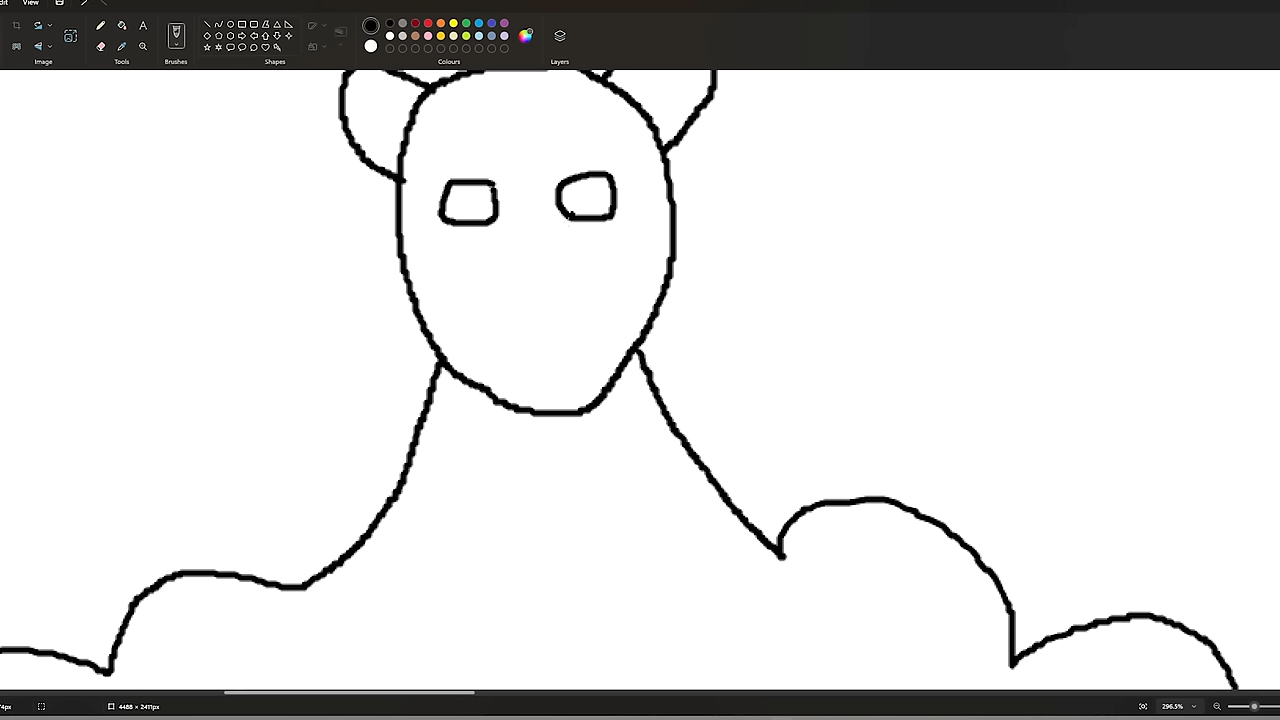 View
Image
Tools
Brushes
Shapes
Colours
Layers
4488 × 2411px
296.5%